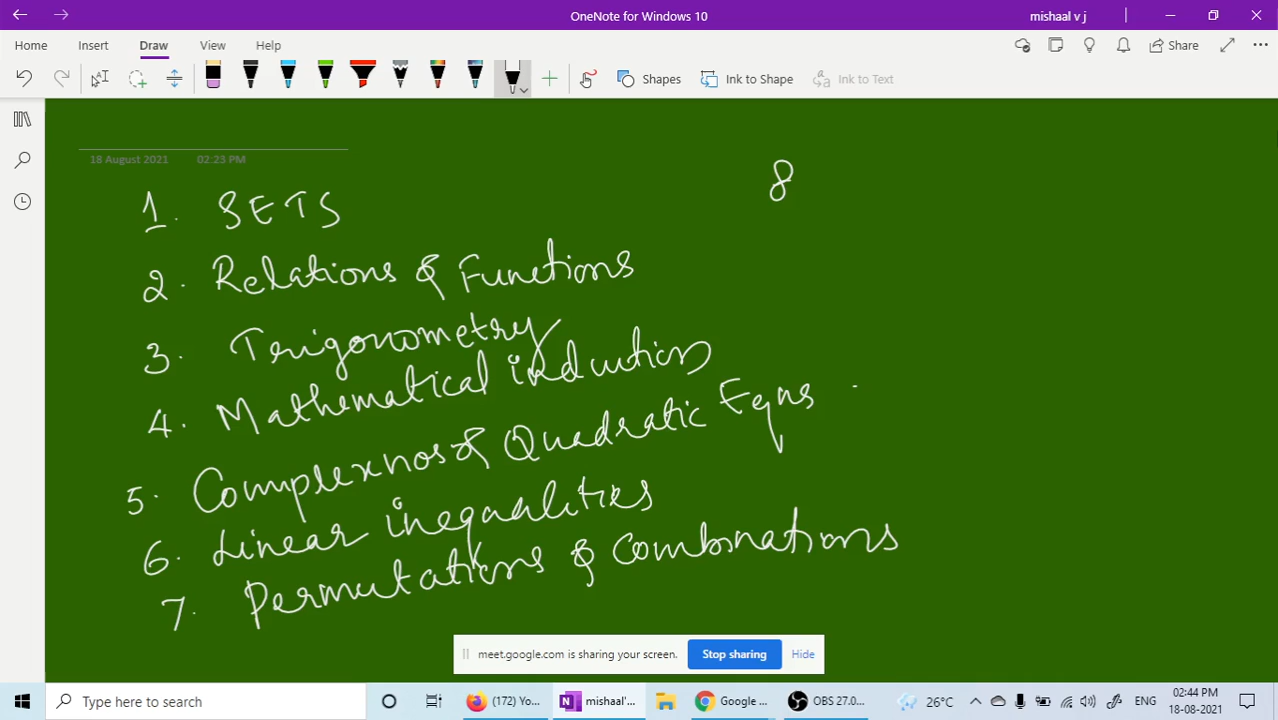 OneNote for Windows 10
mishaal v j
Home Insert Draw View Help
Share
Shapes Ink to Shape Ink to Text
18 August 2021 02:23 PM
8
1. SETS
2. Relations & Functions
3. Trigonometry
4. Mathematical induction
5. Complex nos & Quadratic Eqns
6. Linear inequalities
7. Permutations & Combinations
meet.google.com is sharing your screen. Stop sharing Hide
Type here to search
(172) Yo...
mishaal'...
Google ...
OBS 27.0...
26°C
ENG
02:44 PM
18-08-2021